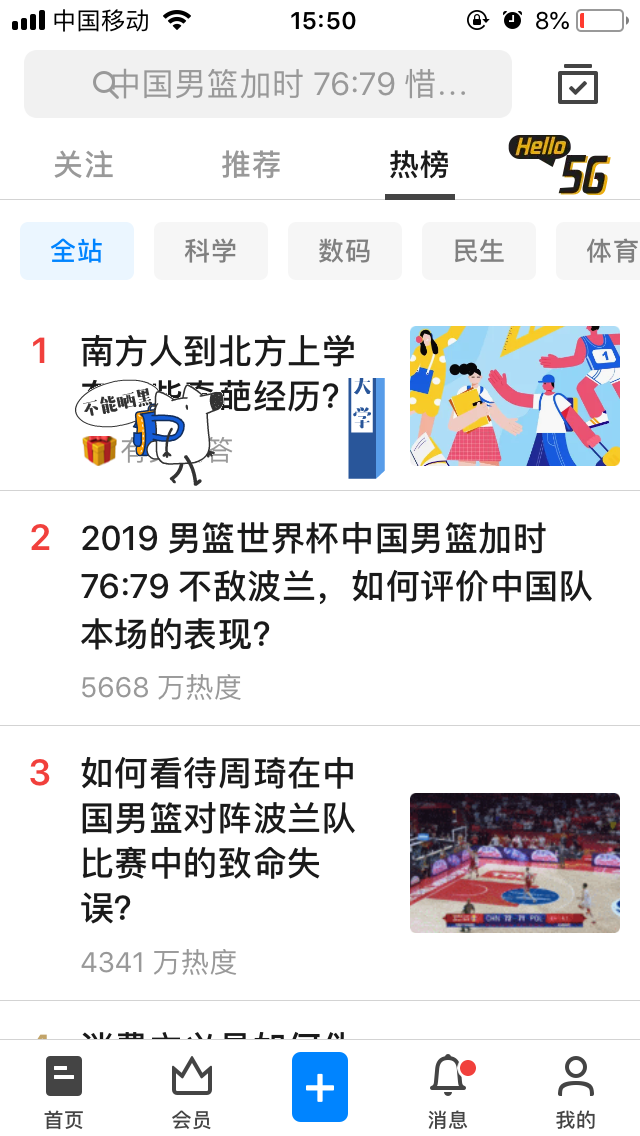 中国移动 15:50 8%
中国男篮加时 76:79 惜...
关注 推荐 热榜 Hello 5G
全站 科学 数码 民生 体育
1 南方人到北方上学
葩经历?
不能晒黑
大学
答
2 2019 男篮世界杯中国男篮加时
76:79 不敌波兰，如何评价中国队
本场的表现?
5668 万热度
3 如何看待周琦在中
国男篮对阵波兰队
比赛中的致命失
误?
4341 万热度
首页 会员 消息 我的